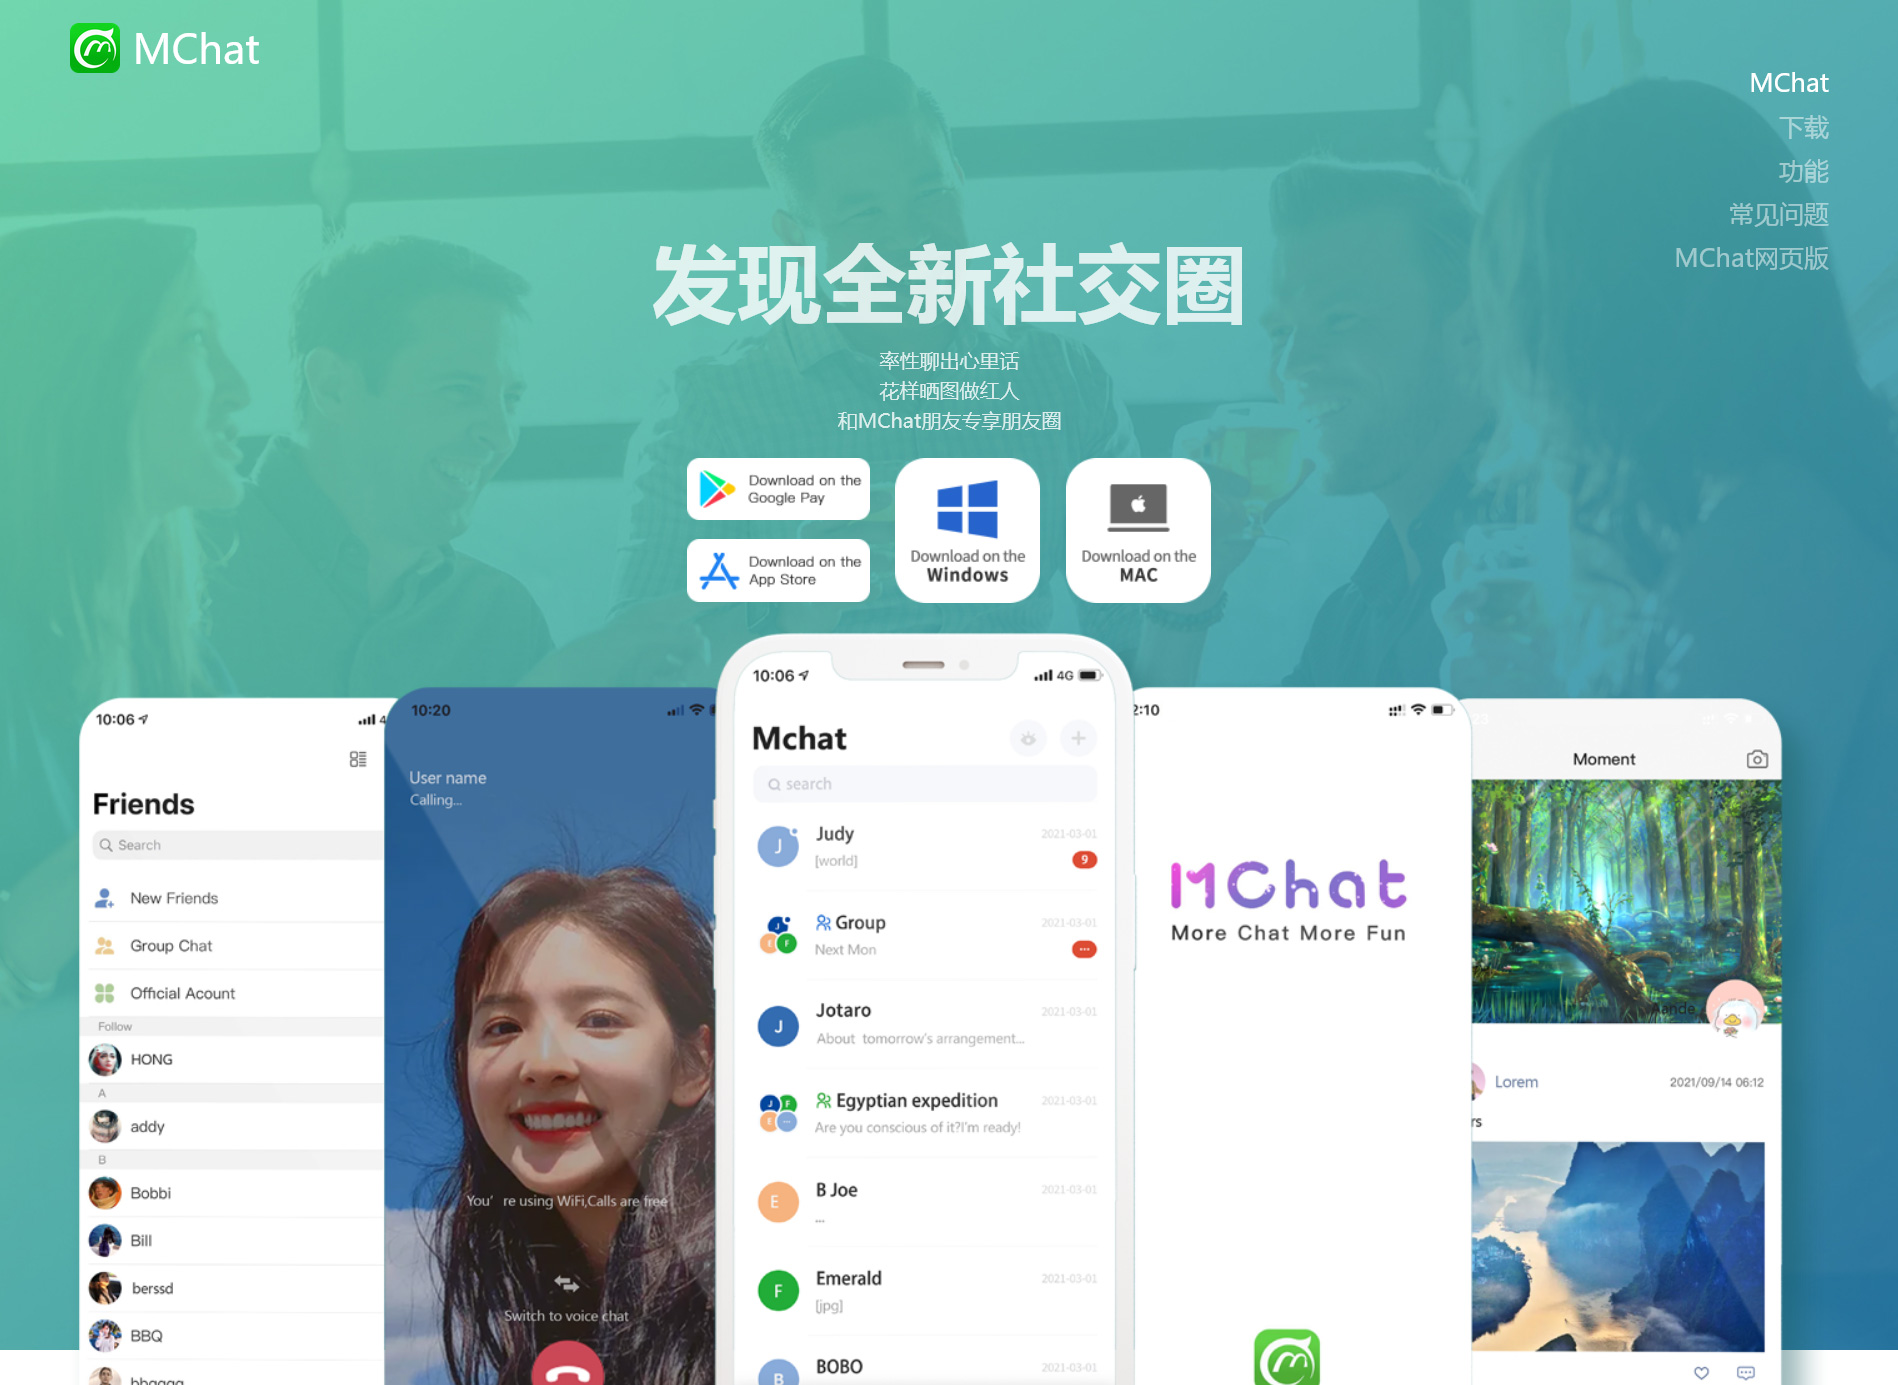 MChat
MChat
下载
功能
常见问题
MChat网页版
发现全新社交圈
率性聊出心里话
花样晒图做红人
和MChat朋友专享朋友圈
Download on the
Google Pay
Download on the
App Store
Download on the
Windows
Download on the
MAC
10:06
Friends
Search
New Friends
Group Chat
Official Acount
Follow
HONG
A
addy
B
Bobbi
Bill
berssd
BBQ
10:20
User name
Calling...
You’re using WiFi,Calls are free
Switch to voice chat
10:06
4G
Mchat
search
J
Judy
2021-03-01
[world]
9
J
E F
Group
2021-03-01
Next Mon
...
J
Jotaro
2021-03-01
About tomorrow's arrangement...
J F
E ...
Egyptian expedition
2021-03-01
Are you conscious of it?I'm ready!
E
B Joe
2021-03-01
...
F
Emerald
2021-03-01
[jpg]
B
BOBO
2021-03-01
2:10
MChat
More Chat More Fun
23
Moment
Lorem
2021/09/14 06:12
rs